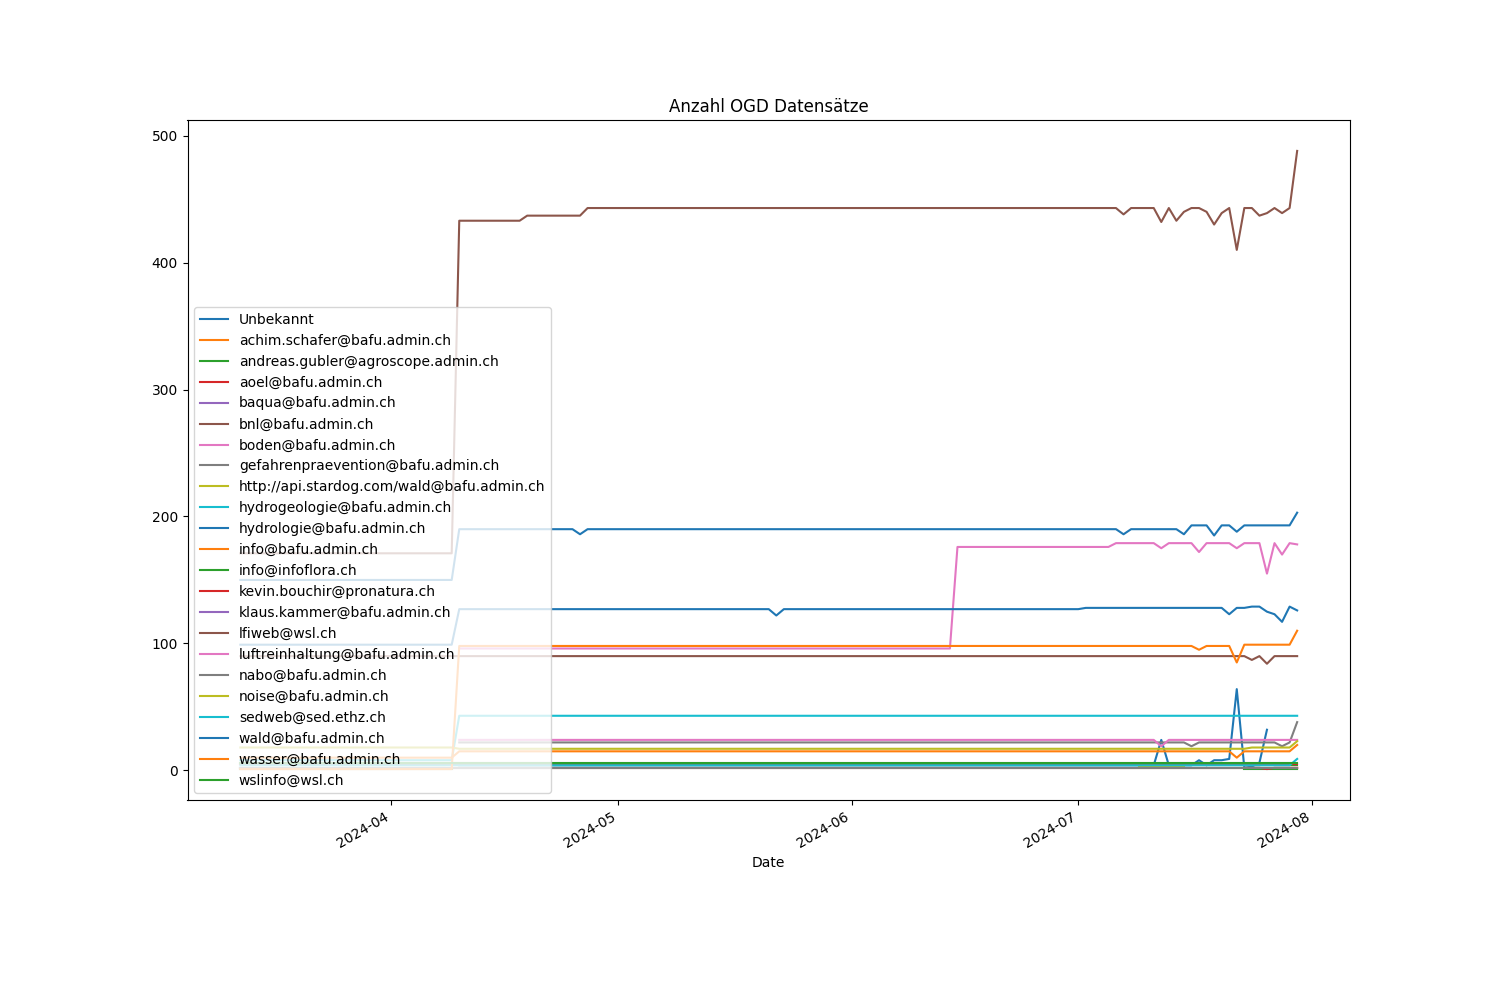 Anzahl OGD Datensätze
500
400
300
200
100
0
Unbekannt
achim.schafer@bafu.admin.ch
andreas.gubler@agroscope.admin.ch
aoel@bafu.admin.ch
baqua@bafu.admin.ch
bnl@bafu.admin.ch
boden@bafu.admin.ch
gefahrenpraevention@bafu.admin.ch
http://api.stardog.com/wald@bafu.admin.ch
hydrogeologie@bafu.admin.ch
hydrologie@bafu.admin.ch
info@bafu.admin.ch
info@infoflora.ch
kevin.bouchir@pronatura.ch
klaus.kammer@bafu.admin.ch
lfiweb@wsl.ch
luftreinhaltung@bafu.admin.ch
nabo@bafu.admin.ch
noise@bafu.admin.ch
sedweb@sed.ethz.ch
wald@bafu.admin.ch
wasser@bafu.admin.ch
wslinfo@wsl.ch
2024-04
2024-05
2024-06
2024-07
2024-08
Date